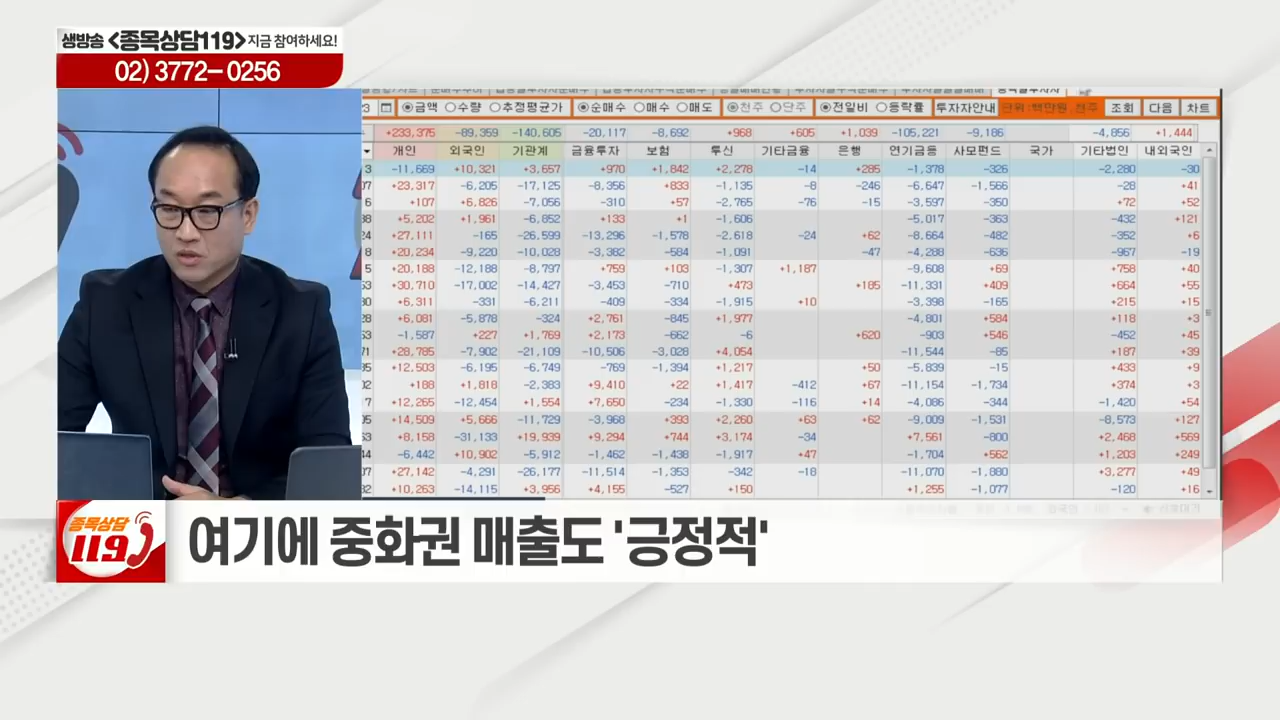 생방송 <종목상담119> 지금 참여하세요!
02) 3772-0256
금액 수량 추정평균가 순매수 매수 매도 천주 단주 전일비 등락률 투자자안내 단위:백만원,천주 조회 다음 차트
+233,375 -89,359 -140,605 -20,117 -8,692 +968 +605 +1,039 -105,221 -9,186 -4,856 +1,444
개인 외국인 기관계 금융투자 보험 투신 기타금융 은행 연기금등 사모펀드 국가 기타법인 내외국인
3 -11,669 +10,321 +3,657 +970 +1,842 +2,278 -14 +285 -1,378 -326 -2,280 -30
+23,317 -6,205 -17,125 -8,356 +833 -1,135 -8 -246 -6,647 -1,566 -28 +41
6 +107 +6,826 -7,056 -310 +57 -2,765 -76 -15 -3,597 -350 +72 +52
+5,202 +1,961 -6,852 +133 +1 -1,606 -5,017 -363 -432 +121
24 +27,111 -165 -26,599 -13,296 -1,578 -2,618 -24 +62 -8,664 -482 -352 +6
8 +20,234 -9,220 -10,028 -3,382 -584 -1,091 -47 -4,288 -636 -967 -19
5 +20,188 -12,188 -8,797 +759 +103 -1,307 +1,187 -9,608 +69 +758 +40
+30,710 -17,002 -14,427 -3,453 -710 +473 +185 -11,331 +409 +664 +55
+6,311 -331 -6,211 -409 -334 -1,915 +10 -3,398 -165 +215 +15
+6,081 -5,878 -324 +2,761 -845 +1,977 -4,801 +584 +118 +3
-1,587 +227 +1,769 +2,173 -662 -6 +620 -903 +546 -452 +45
71 +28,785 -7,902 -21,109 -10,506 -3,028 +4,054 -11,544 -85 +187 +39
+12,503 -6,195 -6,749 -769 -1,394 +1,217 +50 -5,839 -15 +433 +9
+188 +1,818 -2,383 +9,410 +22 +1,417 -412 +67 -11,154 -1,734 +374 +3
7 +12,265 -12,454 +1,554 +7,650 -234 -1,330 -116 +14 -4,086 -344 -1,420 +54
+14,509 +5,666 -11,729 -3,968 +393 +2,260 +63 +62 -9,009 -1,531 -8,573 +127
+8,158 -31,133 +19,939 +9,294 +744 +3,174 -34 +7,561 -800 +2,468 +569
-6,442 +10,902 -5,912 -1,462 -1,438 -1,917 +47 -1,704 +562 +1,203 +249
+27,142 -4,291 -26,177 -11,514 -1,353 -342 -18 -11,070 -1,880 +3,277 +49
+10,263 -14,115 +3,956 +4,155 -527 +150 +1,255 -1,077 -120 +16
종목상담
119
여기에 중화권 매출도 '긍정적'